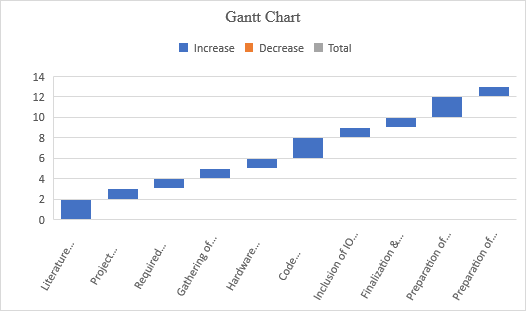 Gantt Chart
Increase Decrease Total
14
12
10
8
6
4
2
0
Literature...
Project...
Required...
Gathering of...
Hardware...
Code...
Inclusion of IO...
Finalization &...
Preparation of...
Preparation of...